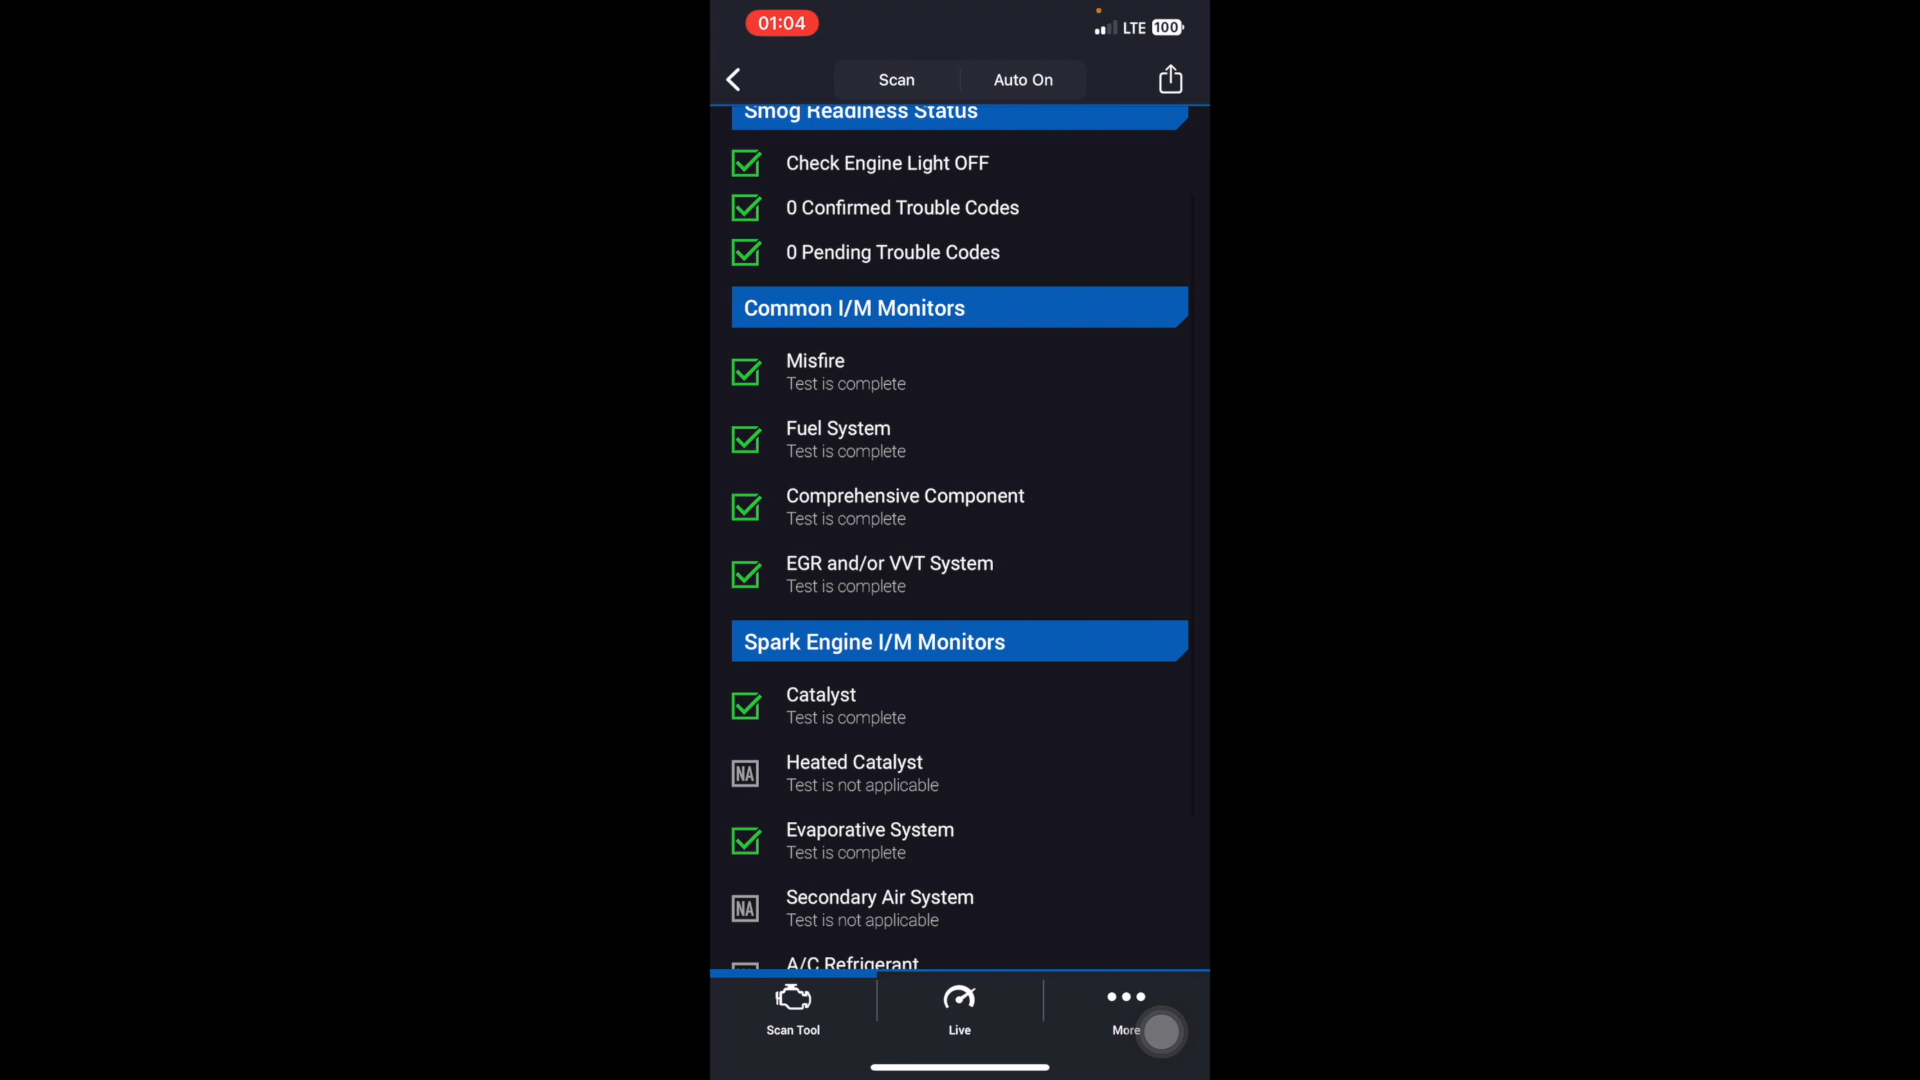 01:04
LTE 100
Scan
Auto On
Smog Readiness Status
Check Engine Light OFF
0 Confirmed Trouble Codes
0 Pending Trouble Codes
Common I/M Monitors
Misfire
Test is complete
Fuel System
Test is complete
Comprehensive Component
Test is complete
EGR and/or VVT System
Test is complete
Spark Engine I/M Monitors
Catalyst
Test is complete
NA
Heated Catalyst
Test is not applicable
Evaporative System
Test is complete
NA
Secondary Air System
Test is not applicable
A/C Refrigerant
Scan Tool
Live
More